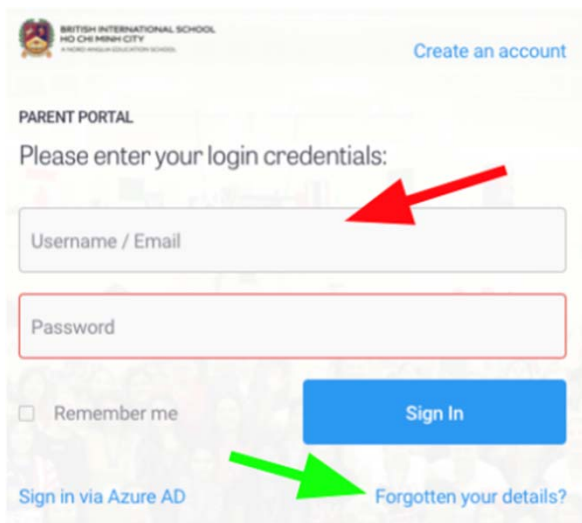 BRITISH INTERNATIONAL SCHOOL
HO CHI MINH CITY
A NORD ANGLIA EDUCATION SCHOOL
Create an account
PARENT PORTAL
Please enter your login credentials:
Username / Email
Password
Remember me
Sign In
Sign in via Azure AD
Forgotten your details?